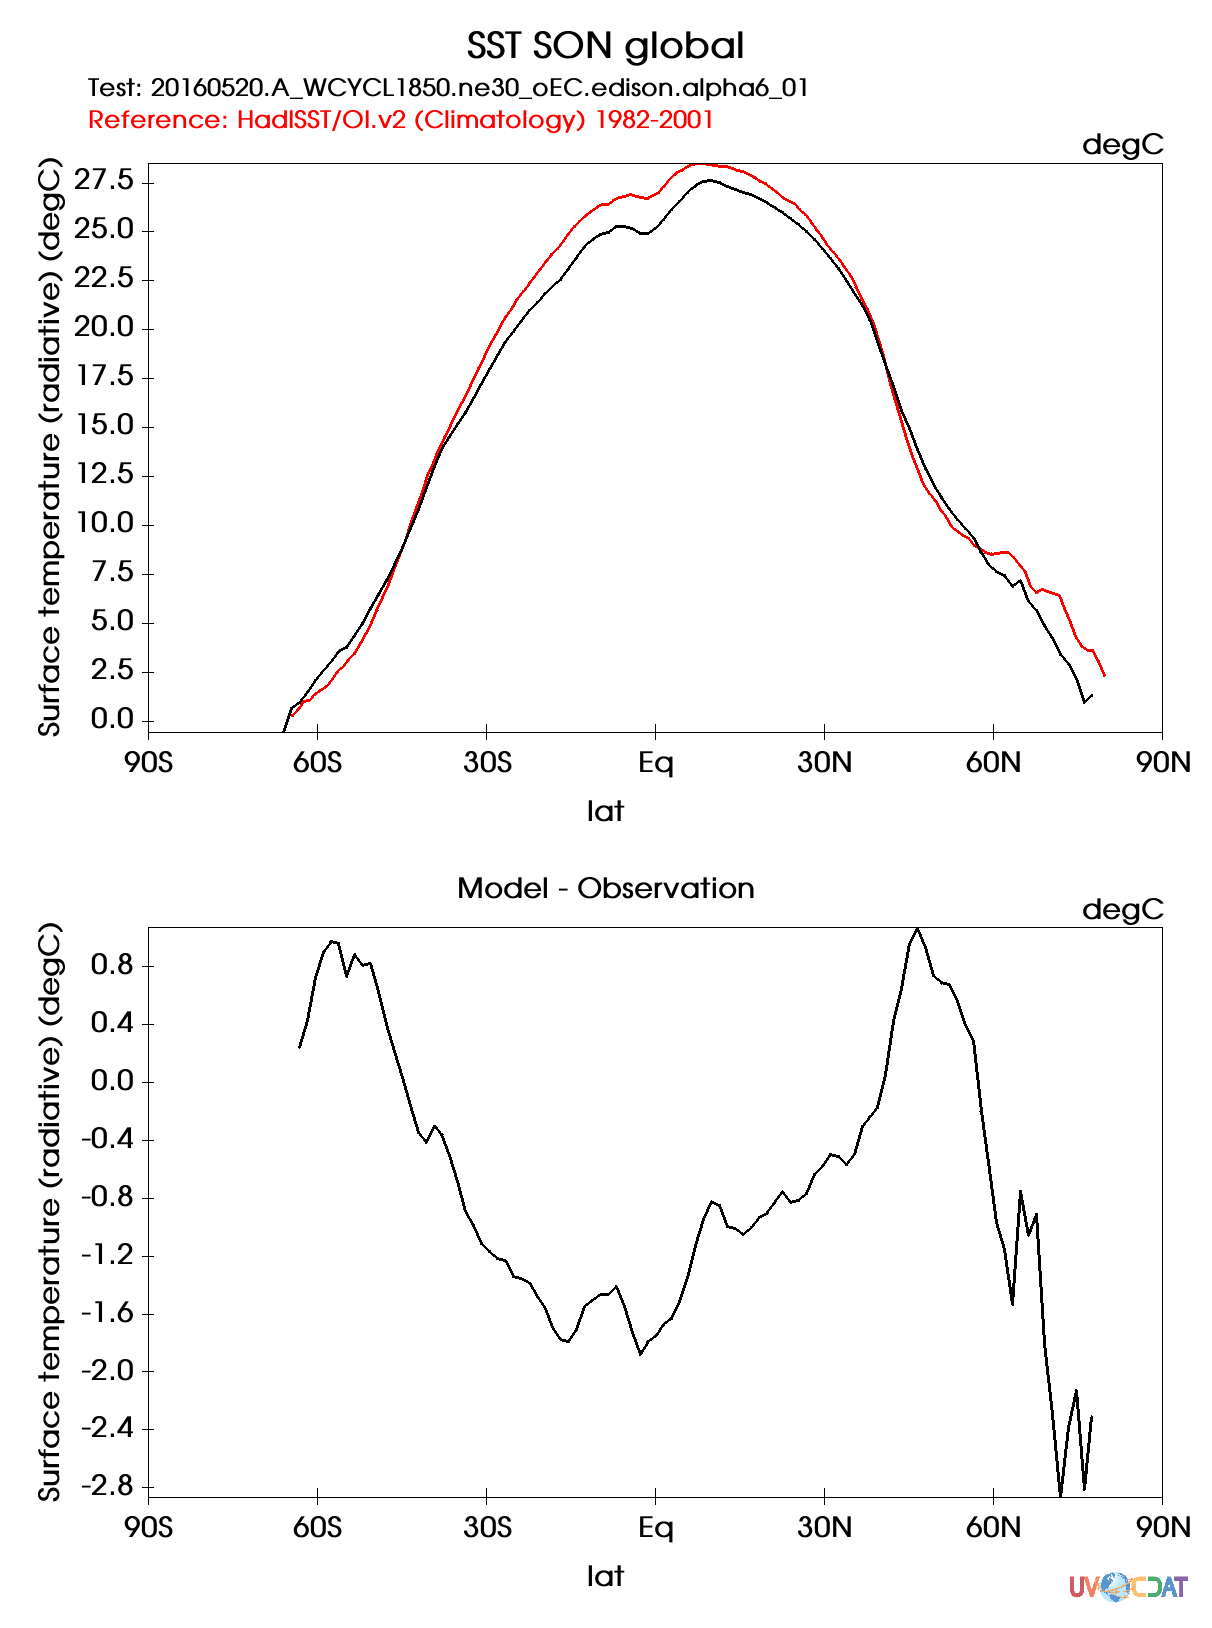 SST SON global
Test: 20160520.A_WCYCL1850.ne30_oEC.edison.alpha6_01
Reference: HadISST/OI.v2 (Climatology) 1982-2001
degC
Surface temperature (radiative) (degC)
27.5
25.0
22.5
20.0
17.5
15.0
12.5
10.0
7.5
5.0
2.5
0.0
90S 60S 30S Eq 30N 60N 90N
lat
Model - Observation
degC
Surface temperature (radiative) (degC)
0.8
0.4
0.0
-0.4
-0.8
-1.2
-1.6
-2.0
-2.4
-2.8
90S 60S 30S Eq 30N 60N 90N
lat
UV CDAT